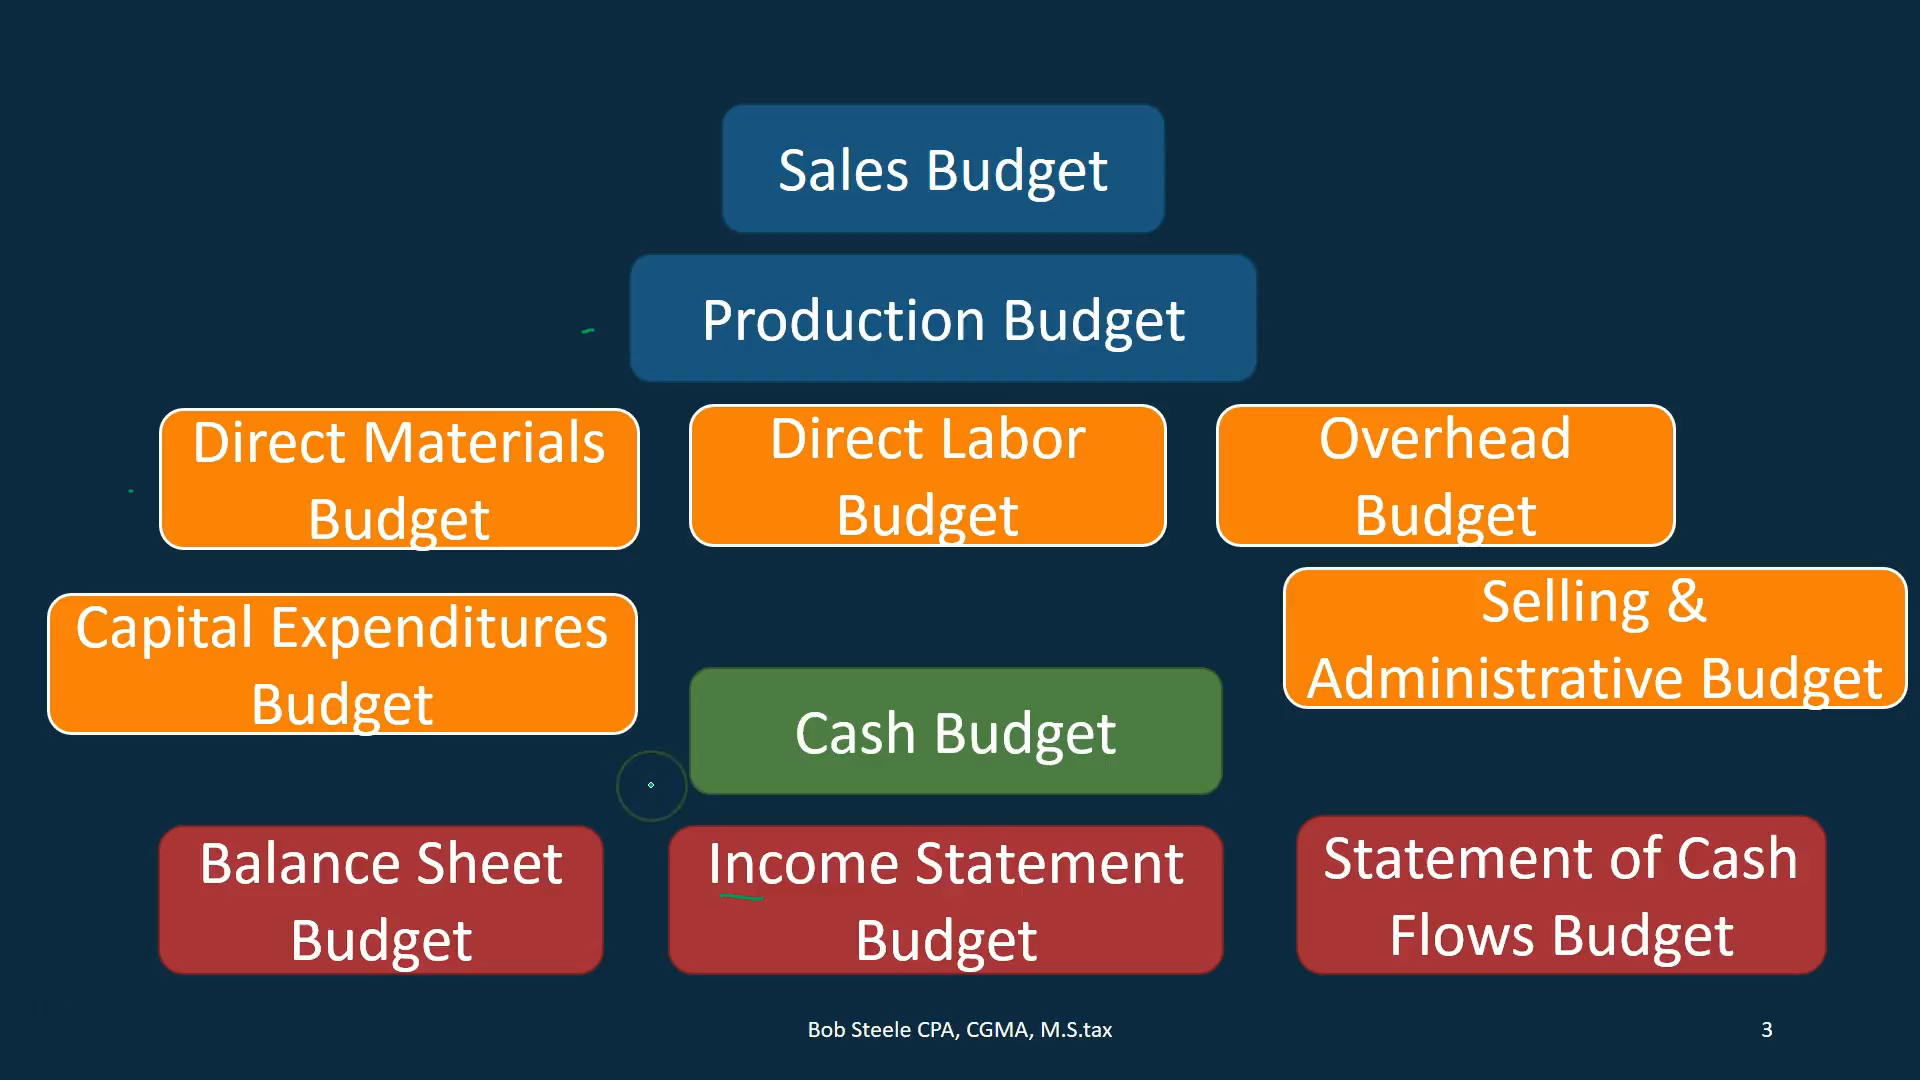 Sales Budget
Production Budget
Direct Materials
Budget
Direct Labor
Budget
Overhead
Budget
Capital Expenditures
Budget
Selling &
Administrative Budget
Cash Budget
Balance Sheet
Budget
Income Statement
Budget
Statement of Cash
Flows Budget
Bob Steele CPA, CGMA, M.S.tax
3